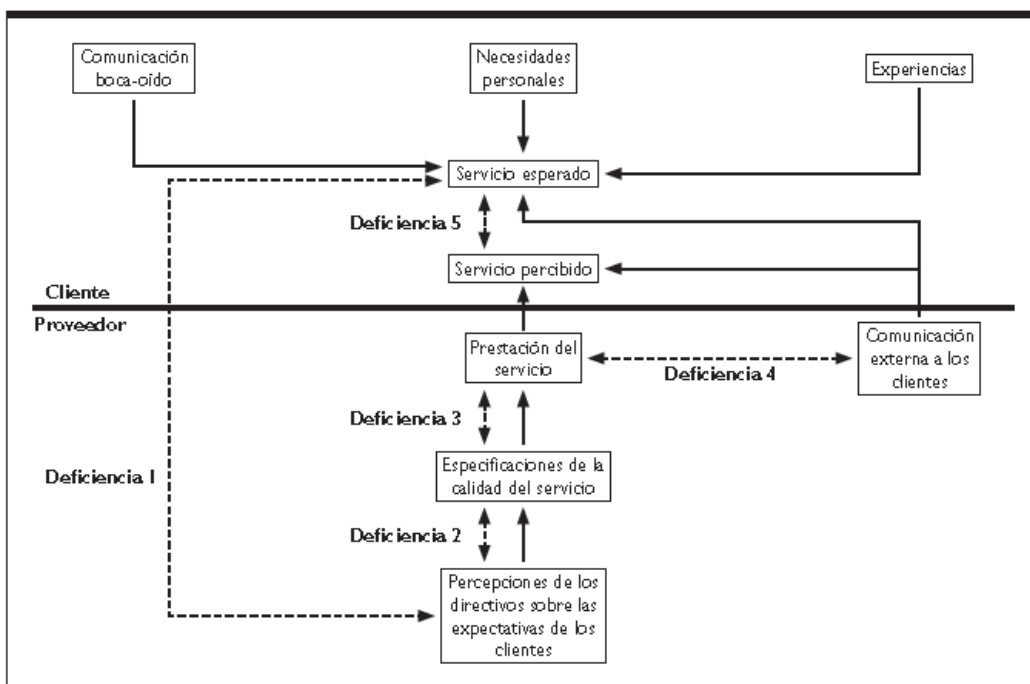 Comunicación
boca-oído
Necesidades
personales
Experiencias
Servicio esperado
Deficiencia 5
Servicio percibido
Cliente
Proveedor
Prestación del
servicio
Comunicación
externa a los
clientes
Deficiencia 4
Deficiencia 3
Deficiencia 1
Especificaciones de la
calidad del servicio
Deficiencia 2
Percepciones de los
directivos sobre las
expectativas de los
clientes